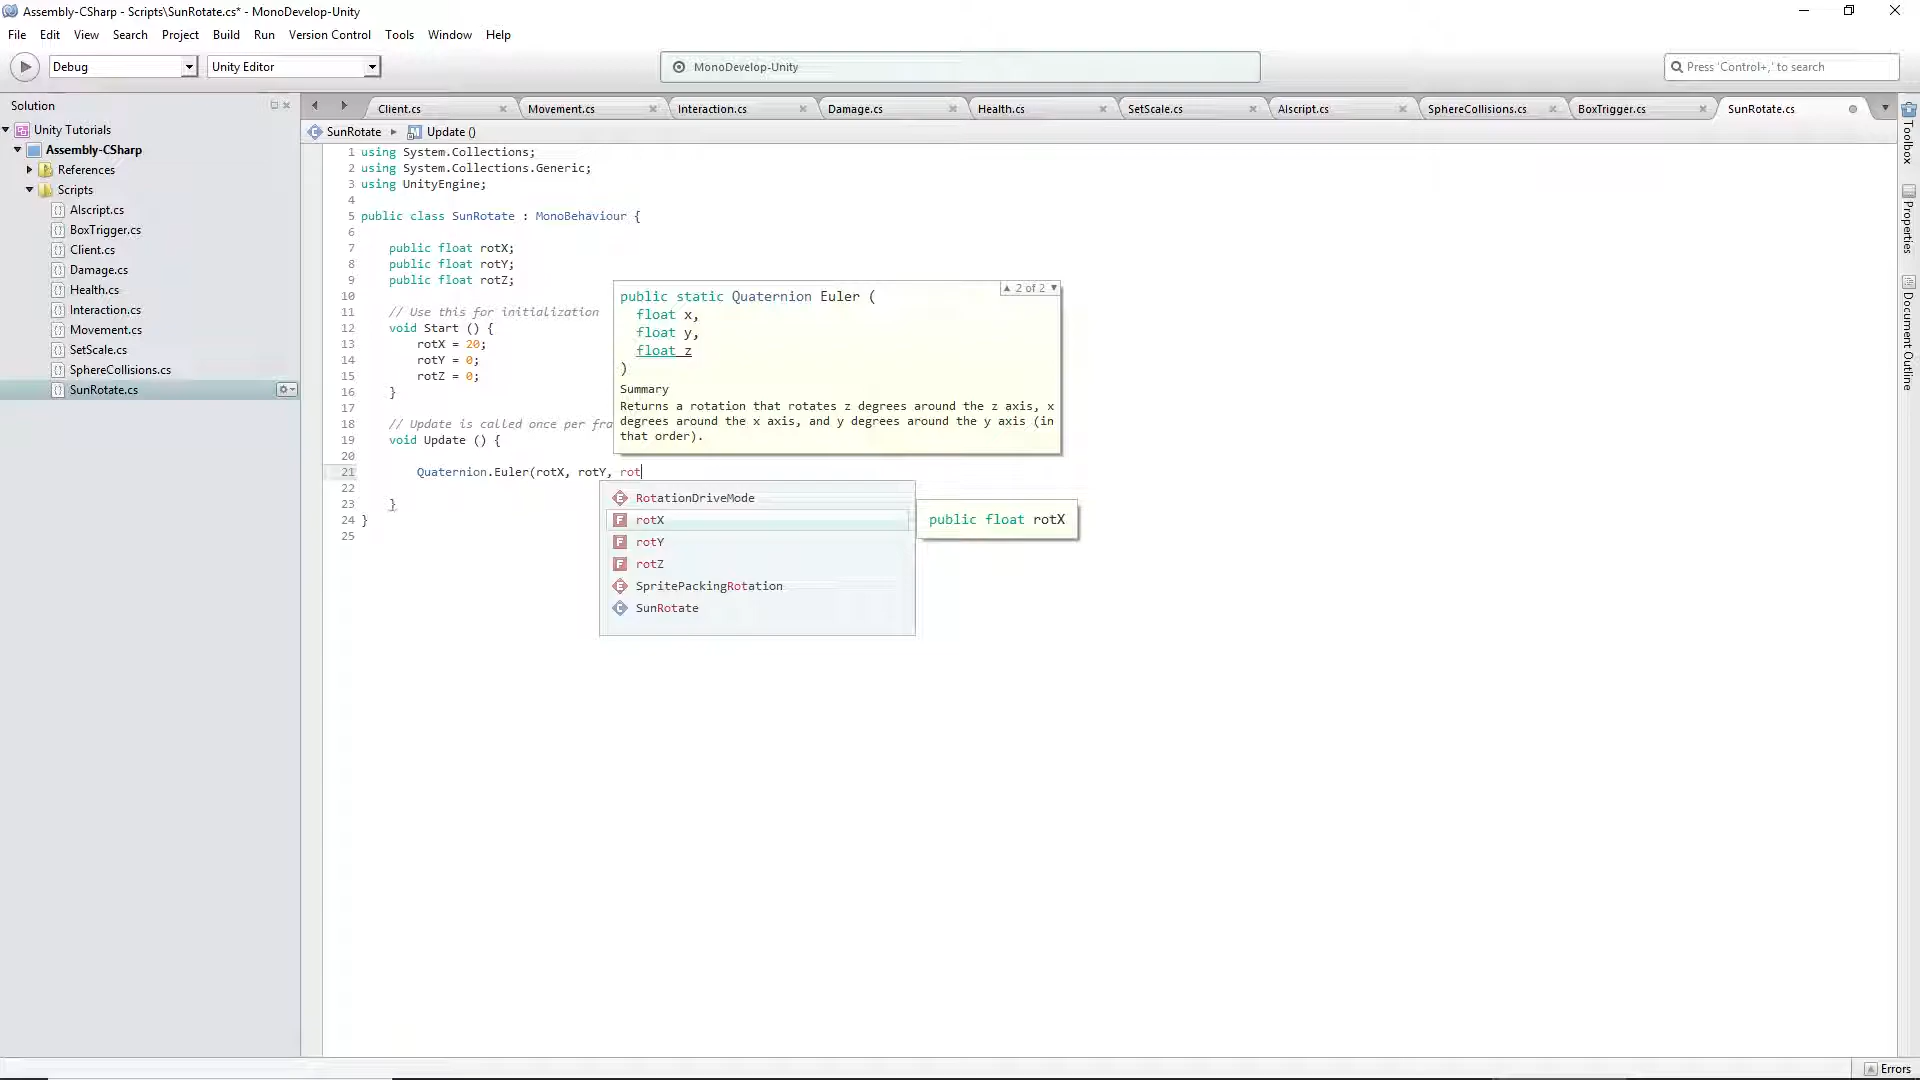 Assembly-CSharp - Scripts\SunRotate.cs* - MonoDevelop-Unity
File Edit View Search Project Build Run Version Control Tools Window Help
Debug
Unity Editor
MonoDevelop-Unity
Press 'Control+,' to search
Solution
Unity Tutorials
Assembly-CSharp
References
Scripts
AIscript.cs
BoxTrigger.cs
Client.cs
Damage.cs
Health.cs
Interaction.cs
Movement.cs
SetScale.cs
SphereCollisions.cs
SunRotate.cs
Client.cs Movement.cs Interaction.cs Damage.cs Health.cs SetScale.cs AIscript.cs SphereCollisions.cs BoxTrigger.cs SunRotate.cs
SunRotate Update ()
1 using System.Collections;
2 using System.Collections.Generic;
3 using UnityEngine;
4
5 public class SunRotate : MonoBehaviour {
6
7 public float rotX;
8 public float rotY;
9 public float rotZ;
10
11 // Use this for initialization
12 void Start () {
13 rotX = 20;
14 rotY = 0;
15 rotZ = 0;
16 }
17
18 // Update is called once per fra
19 void Update () {
20
21 Quaternion.Euler(rotX, rotY, rot
22
23 }
24 }
25
2 of 2
public static Quaternion Euler (
float x,
float y,
float z
)
Summary
Returns a rotation that rotates z degrees around the z axis, x
degrees around the x axis, and y degrees around the y axis (in
that order).
RotationDriveMode
rotX
rotY
rotZ
SpritePackingRotation
SunRotate
public float rotX
Toolbox
Properties
Document Outline
Errors